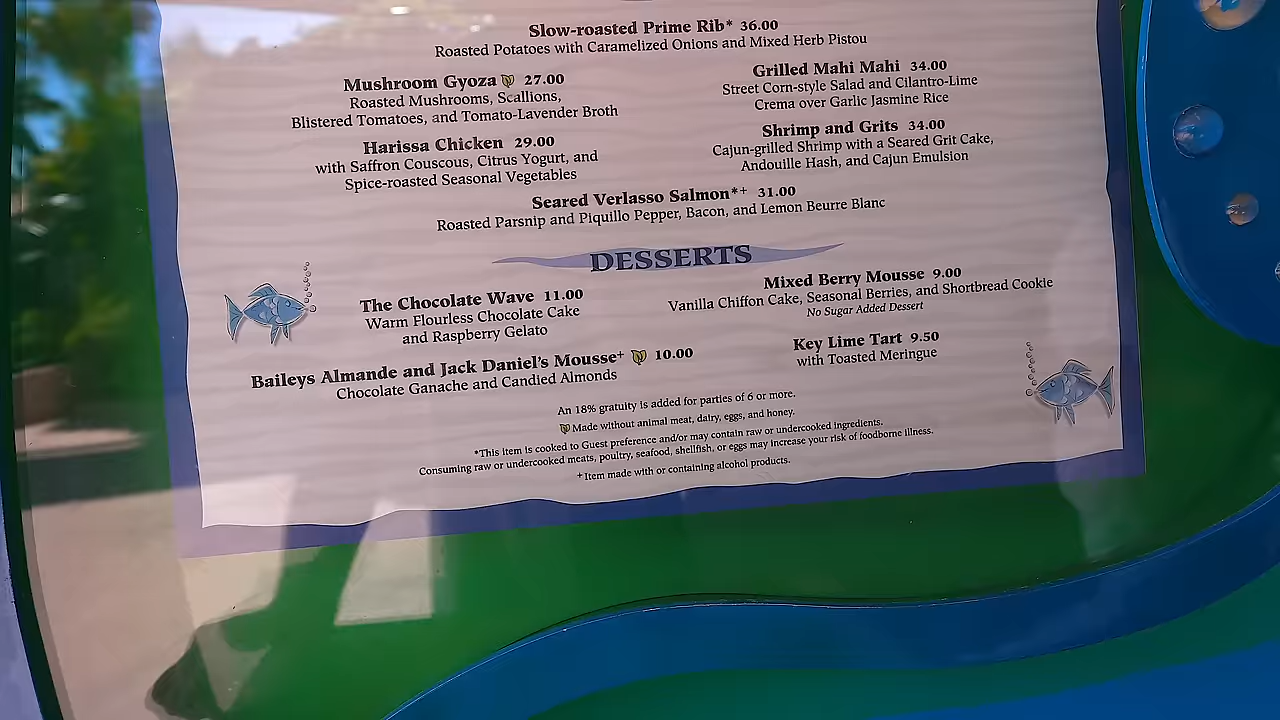 Slow-roasted Prime Rib* 36.00
Roasted Potatoes with Caramelized Onions and Mixed Herb Pistou
Mushroom Gyoza 27.00
Roasted Mushrooms, Scallions,
Blistered Tomatoes, and Tomato-Lavender Broth
Grilled Mahi Mahi 34.00
Street Corn-style Salad and Cilantro-Lime
Crema over Garlic Jasmine Rice
Harissa Chicken 29.00
with Saffron Couscous, Citrus Yogurt, and
Spice-roasted Seasonal Vegetables
Shrimp and Grits 34.00
Cajun-grilled Shrimp with a Seared Grit Cake,
Andouille Hash, and Cajun Emulsion
Seared Verlasso Salmon*+ 31.00
Roasted Parsnip and Piquillo Pepper, Bacon, and Lemon Beurre Blanc
DESSERTS
The Chocolate Wave 11.00
Warm Flourless Chocolate Cake
and Raspberry Gelato
Mixed Berry Mousse 9.00
Vanilla Chiffon Cake, Seasonal Berries, and Shortbread Cookie
No Sugar Added Dessert
Baileys Almande and Jack Daniel's Mousse+ 10.00
Chocolate Ganache and Candied Almonds
Key Lime Tart 9.50
with Toasted Meringue
An 18% gratuity is added for parties of 6 or more.
Made without animal meat, dairy, eggs, and honey.
*This item is cooked to Guest preference and/or may contain raw or undercooked ingredients.
Consuming raw or undercooked meats, poultry, seafood, shellfish, or eggs may increase your risk of foodborne illness.
+Item made with or containing alcohol products.